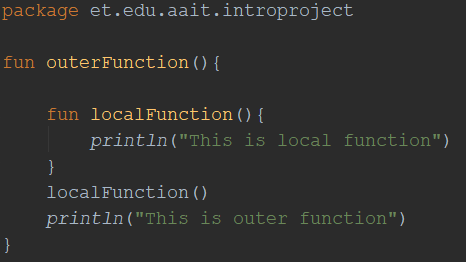 package et.edu.aait.introproject
fun outerFunction(){
fun localFunction(){
println("This is local function")
}
localFunction()
println("This is outer function")
}